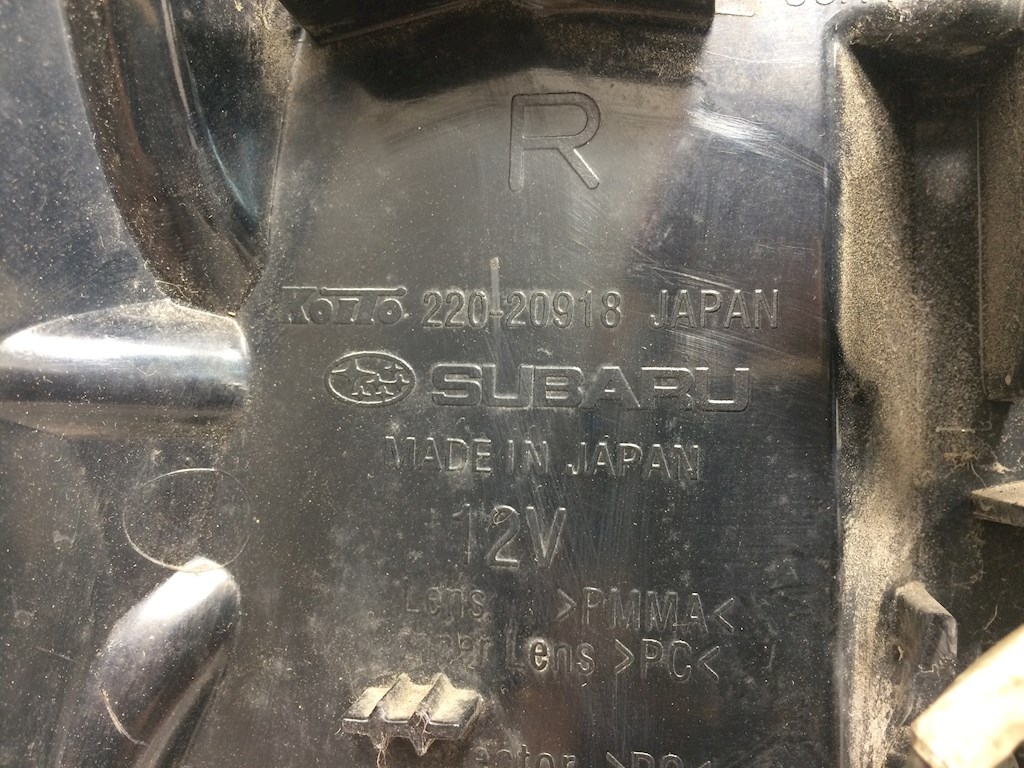 R
KOITO 220-20918 JAPAN
SUBARU
MADE IN JAPAN
12V
Lens >PMMA<
Lens >PC<